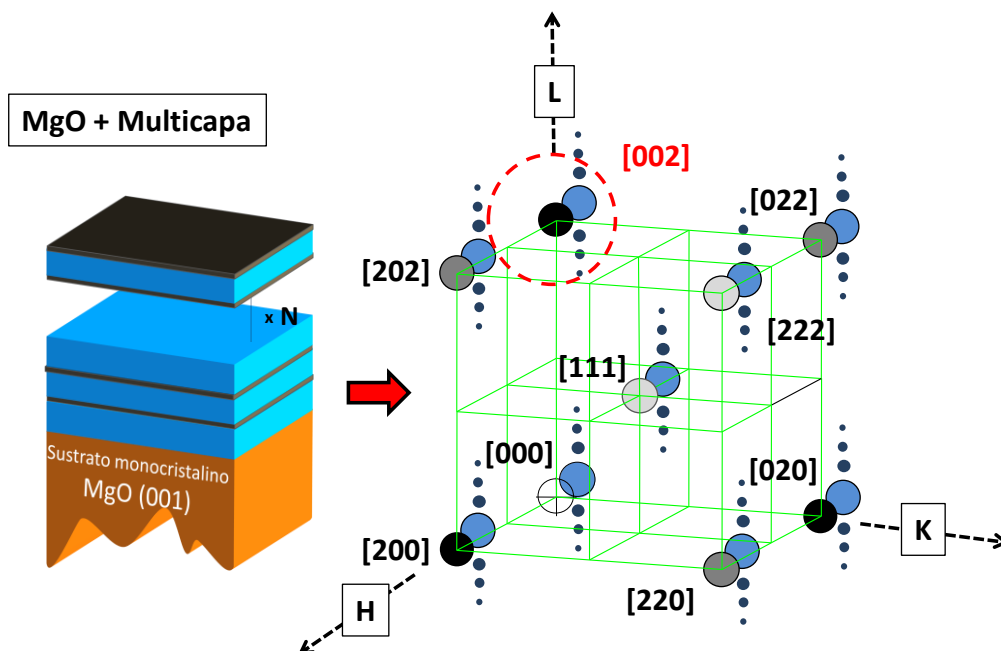 MgO + Multicapa
x N
Sustrato monocristalino
MgO (001)
L
[002]
[022]
[202]
[222]
[111]
[000]
[020]
[200]
K
[220]
H